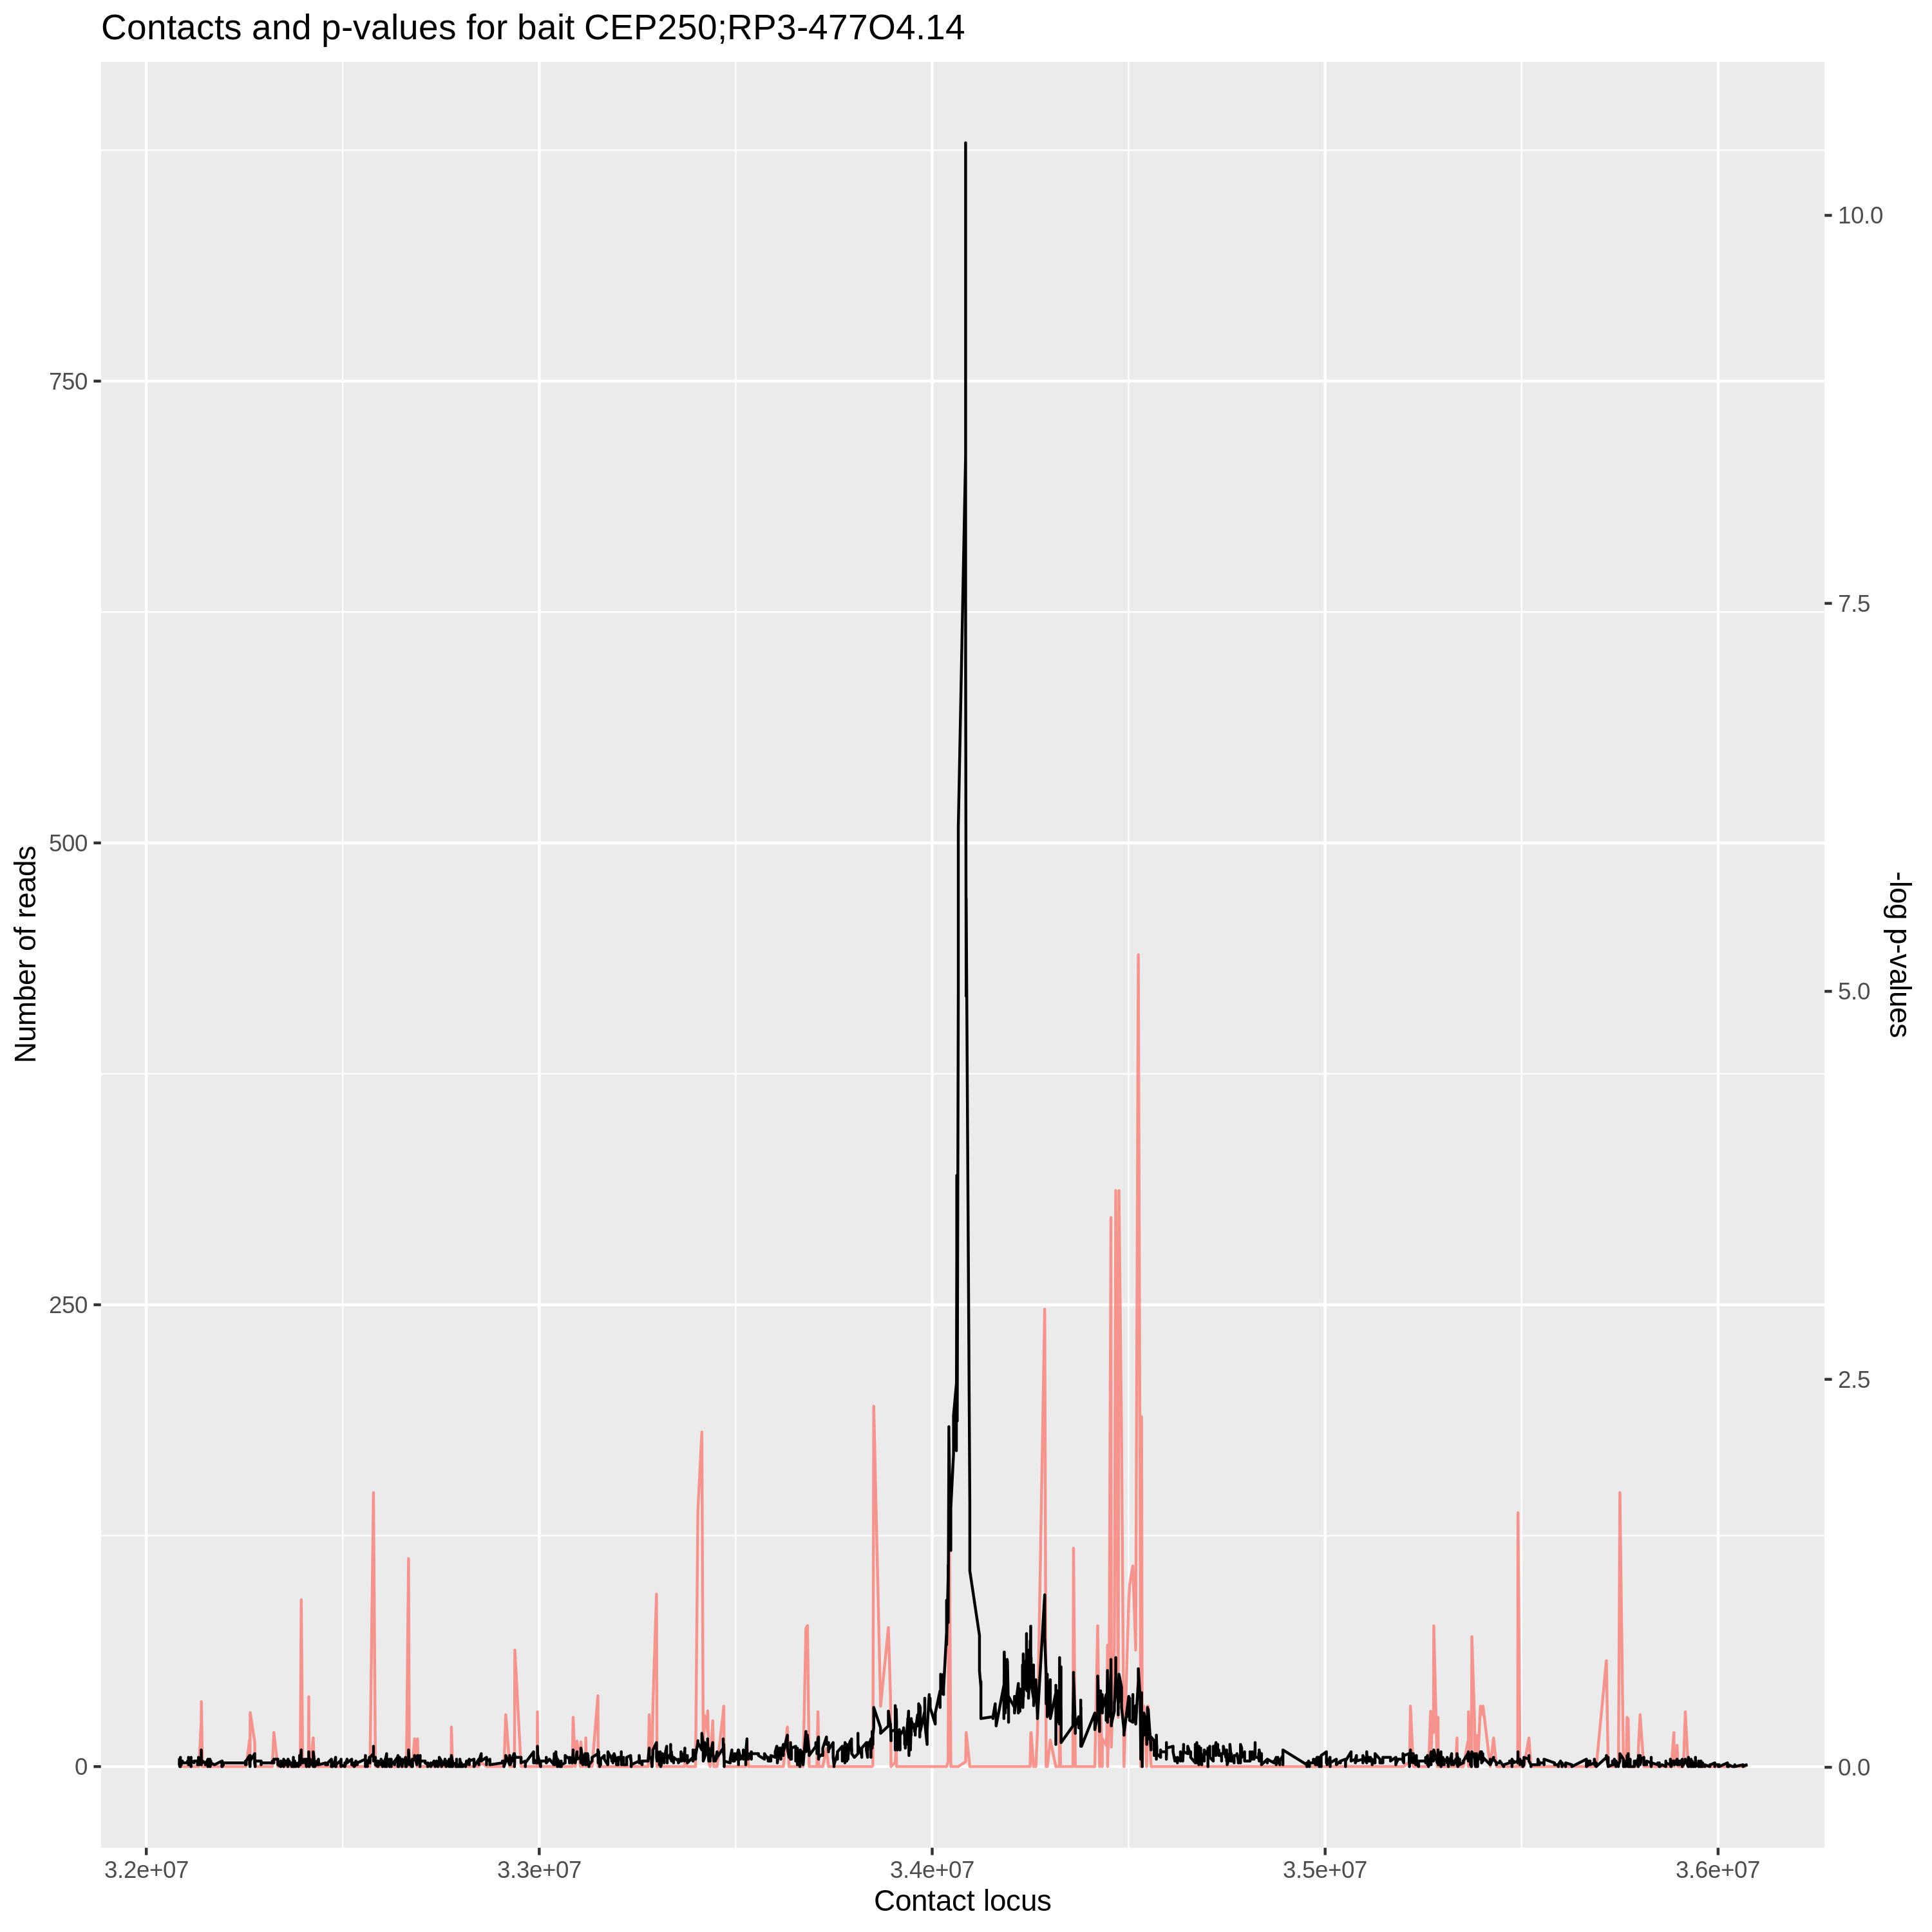 Contacts and p-values for bait CEP250;RP3-477O4.14
Number of reads
750
500
250
0
10.0
7.5
5.0
2.5
0.0
-log p-values
3.2e+07 3.3e+07 3.4e+07 3.5e+07 3.6e+07
Contact locus